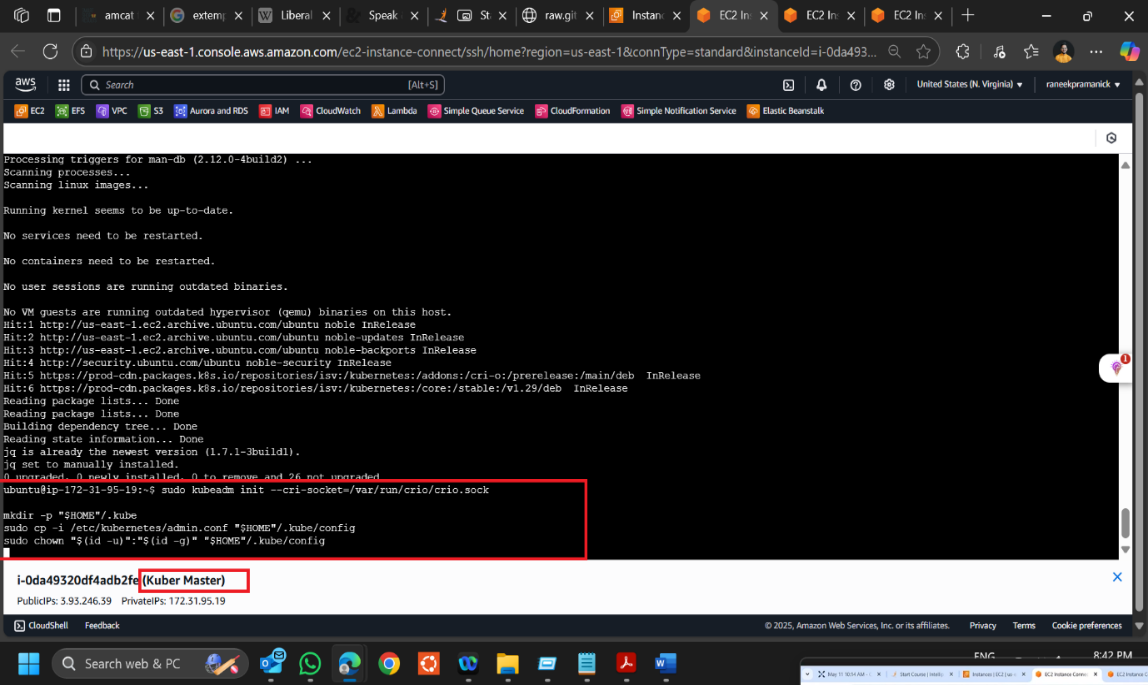 amcat
extemp
Liberal
Speak
St
raw.git
Instanc
EC2 Ins
EC2 Ins
EC2 Ins
https://us-east-1.console.aws.amazon.com/ec2-instance-connect/ssh/home?region=us-east-1&connType=standard&instanceId=i-0da493...
aws
Search
[Alt+S]
United States (N. Virginia)
raneekpramanick
EC2
EFS
VPC
S3
Aurora and RDS
IAM
CloudWatch
Lambda
Simple Queue Service
CloudFormation
Simple Notification Service
Elastic Beanstalk
Processing triggers for man-db (2.12.0-4build2) ...
Scanning processes...
Scanning linux images...
Running kernel seems to be up-to-date.
No services need to be restarted.
No containers need to be restarted.
No user sessions are running outdated binaries.
No VM guests are running outdated hypervisor (qemu) binaries on this host.
Hit:1 http://us-east-1.ec2.archive.ubuntu.com/ubuntu noble InRelease
Hit:2 http://us-east-1.ec2.archive.ubuntu.com/ubuntu noble-updates InRelease
Hit:3 http://us-east-1.ec2.archive.ubuntu.com/ubuntu noble-backports InRelease
Hit:4 http://security.ubuntu.com/ubuntu noble-security InRelease
Hit:5 https://prod-cdn.packages.k8s.io/repositories/isv:/kubernetes:/addons:/cri-o:/prerelease:/main/deb  InRelease
Hit:6 https://prod-cdn.packages.k8s.io/repositories/isv:/kubernetes:/core:/stable:/v1.29/deb  InRelease
Reading package lists... Done
Reading package lists... Done
Building dependency tree... Done
Reading state information... Done
jq is already the newest version (1.7.1-3build1).
jq set to manually installed.
0 upgraded, 0 newly installed, 0 to remove and 26 not upgraded.
ubuntu@ip-172-31-95-19:~$ sudo kubeadm init --cri-socket=/var/run/crio/crio.sock
mkdir -p "$HOME"/.kube
sudo cp -i /etc/kubernetes/admin.conf "$HOME"/.kube/config
sudo chown "$(id -u)":"$(id -g)" "$HOME"/.kube/config
1
i-0da49320df4adb2fe (Kuber Master)
PublicIPs: 3.93.246.39 PrivateIPs: 172.31.95.19
CloudShell
Feedback
© 2025, Amazon Web Services, Inc. or its affiliates.
Privacy
Terms
Cookie preferences
Search web & PC
ENG
8:42 PM